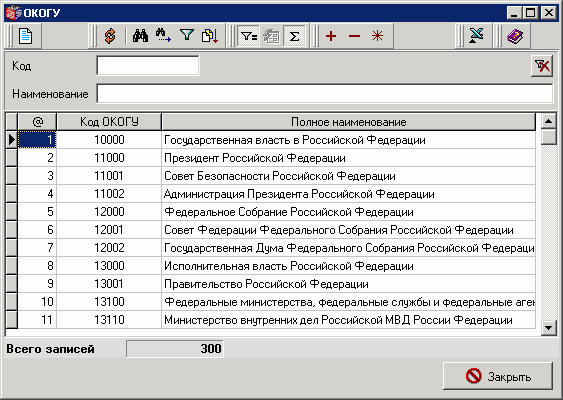 ОКОГУ
Код
Наименование
@ Код ОКОГУ Полное наименование
1 10000 Государственная власть в Российской Федерации
2 11000 Президент Российской Федерации
3 11001 Совет Безопасности Российской Федерации
4 11002 Администрация Президента Российской Федерации
5 12000 Федеральное Собрание Российской Федерации
6 12001 Совет Федерации Федерального Собрания Российской Федерации
7 12002 Государственная Дума Федерального Собрания Российской Федераци
8 13000 Исполнительная власть Российской Федерации
9 13001 Правительство Российской Федерации
10 13100 Федеральные министерства, федеральные службы и федеральные аген
11 13110 Министерство внутренних дел Российской МВД России Федерации
Всего записей 300
Закрыть